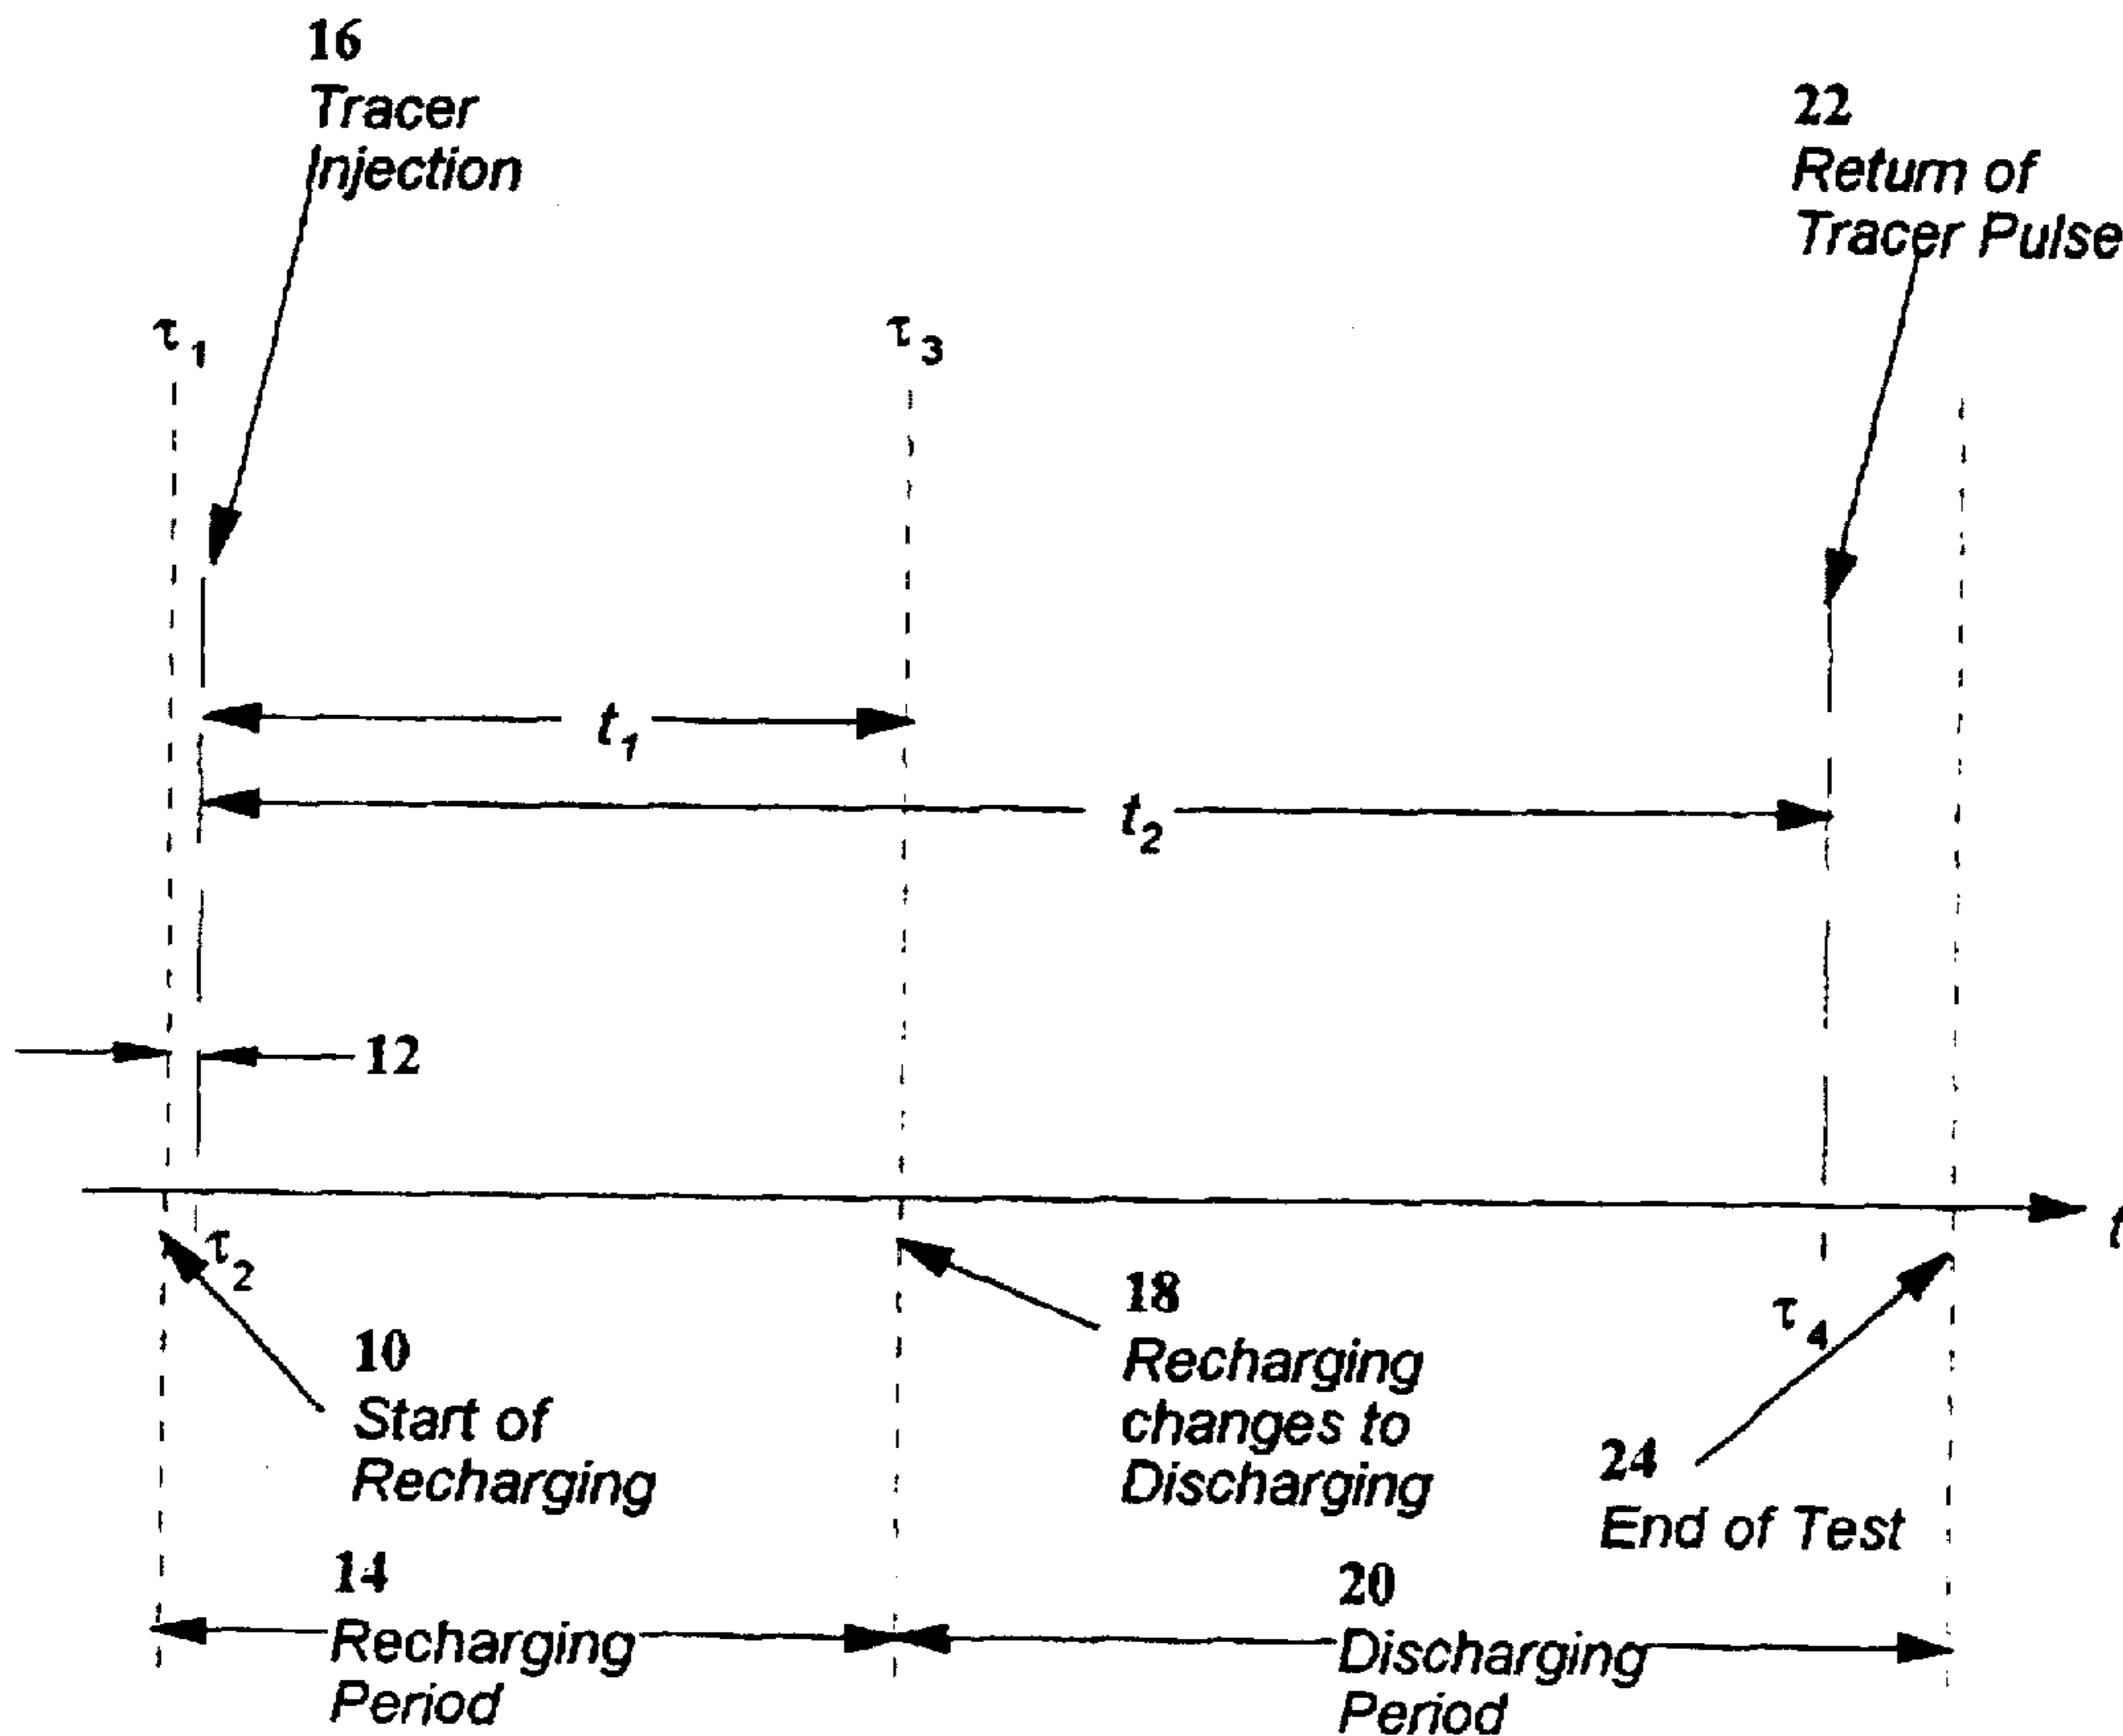 16
Tracer
Injection
22
Return of
Tracer Pulse
τ1
τ3
t1
t2
12
t
τ2
18
Recharging
changes to
Discharging
τ4
10
Start of
Recharging
24
End of Test
14
Recharging
Period
20
Discharging
Period